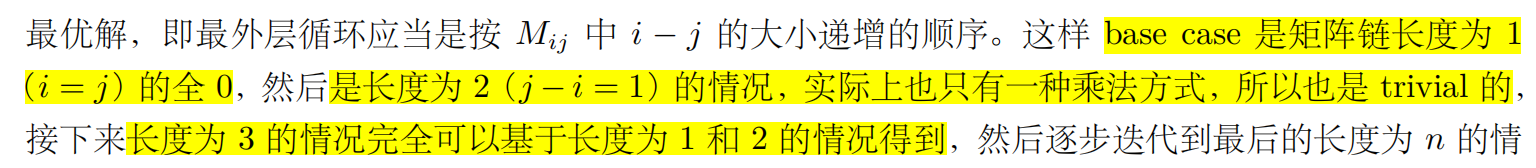 最优解，即最外层循环应当是按 M_{ij} 中 i − j 的大小递增的顺序。这样 base case 是矩阵链长度为 1
（i = j）的全 0，然后是长度为 2（j − i = 1）的情况，实际上也只有一种乘法方式，所以也是 trivial 的，
接下来长度为 3 的情况完全可以基于长度为 1 和 2 的情况得到，然后逐步迭代到最后的长度为 n 的情